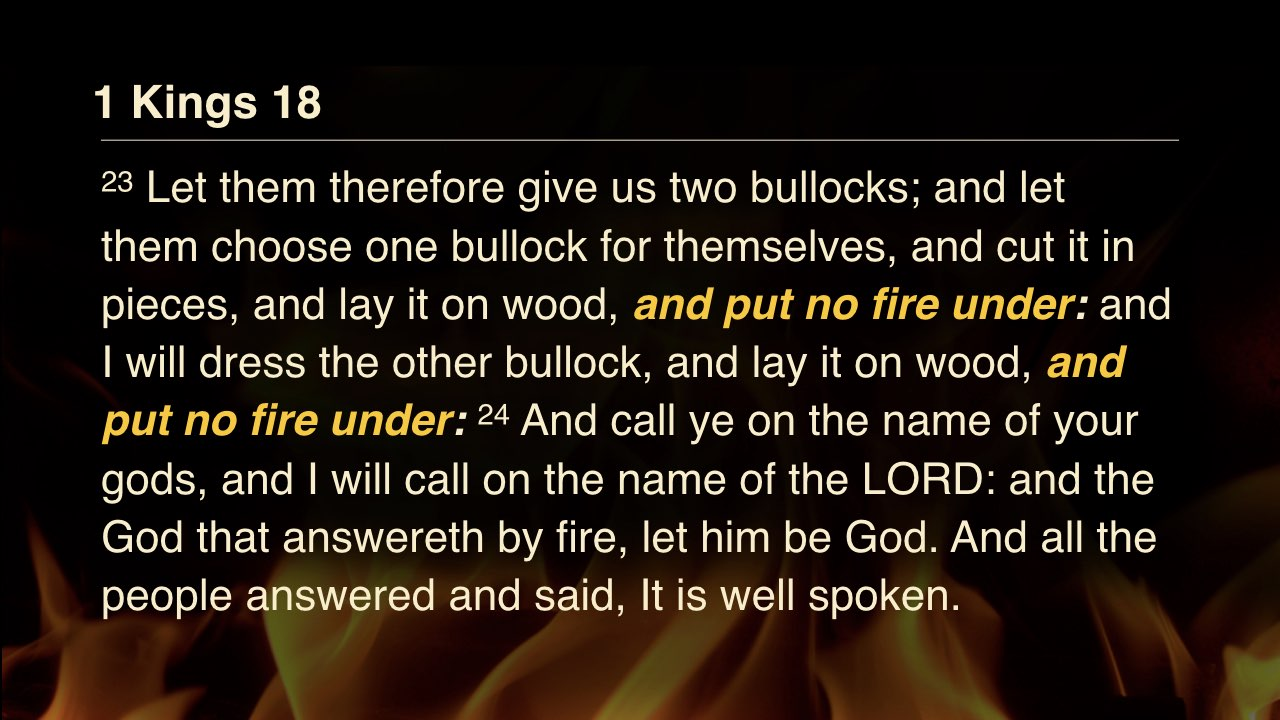 1 Kings 18
23 Let them therefore give us two bullocks; and let
them choose one bullock for themselves, and cut it in
pieces, and lay it on wood, and put no fire under: and
I will dress the other bullock, and lay it on wood, and
put no fire under: 24 And call ye on the name of your
gods, and I will call on the name of the LORD: and the
God that answereth by fire, let him be God. And all the
people answered and said, It is well spoken.